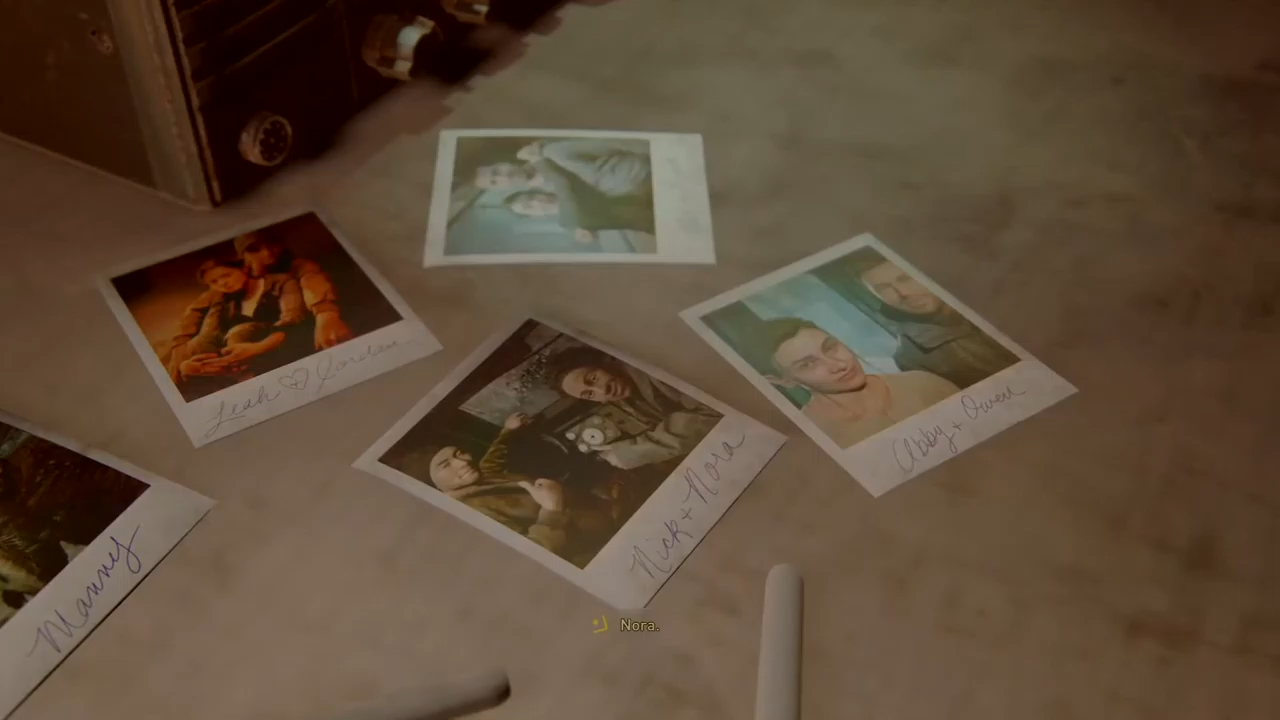 Leah ♡ Jordan
Abby + Owen
Nick + Nora
Manny
Nora.